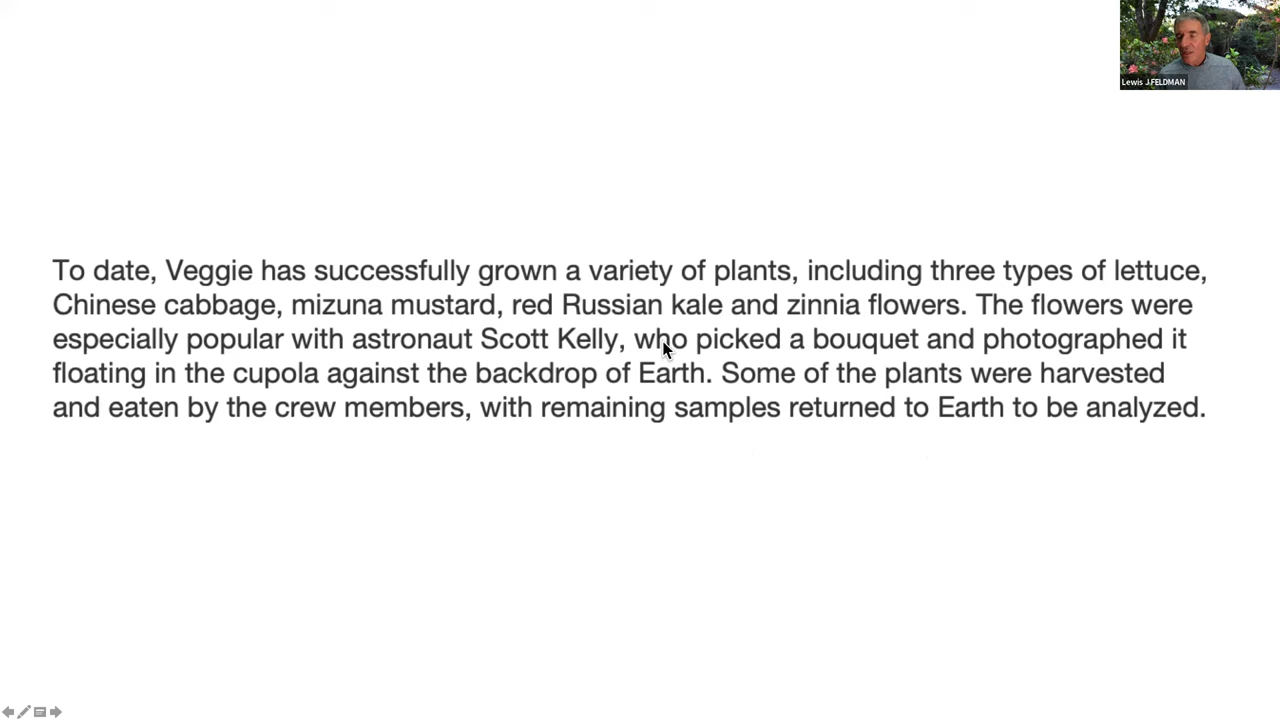 Lewis J FELDMAN
To date, Veggie has successfully grown a variety of plants, including three types of lettuce,
Chinese cabbage, mizuna mustard, red Russian kale and zinnia flowers. The flowers were
especially popular with astronaut Scott Kelly, who picked a bouquet and photographed it
floating in the cupola against the backdrop of Earth. Some of the plants were harvested
and eaten by the crew members, with remaining samples returned to Earth to be analyzed.